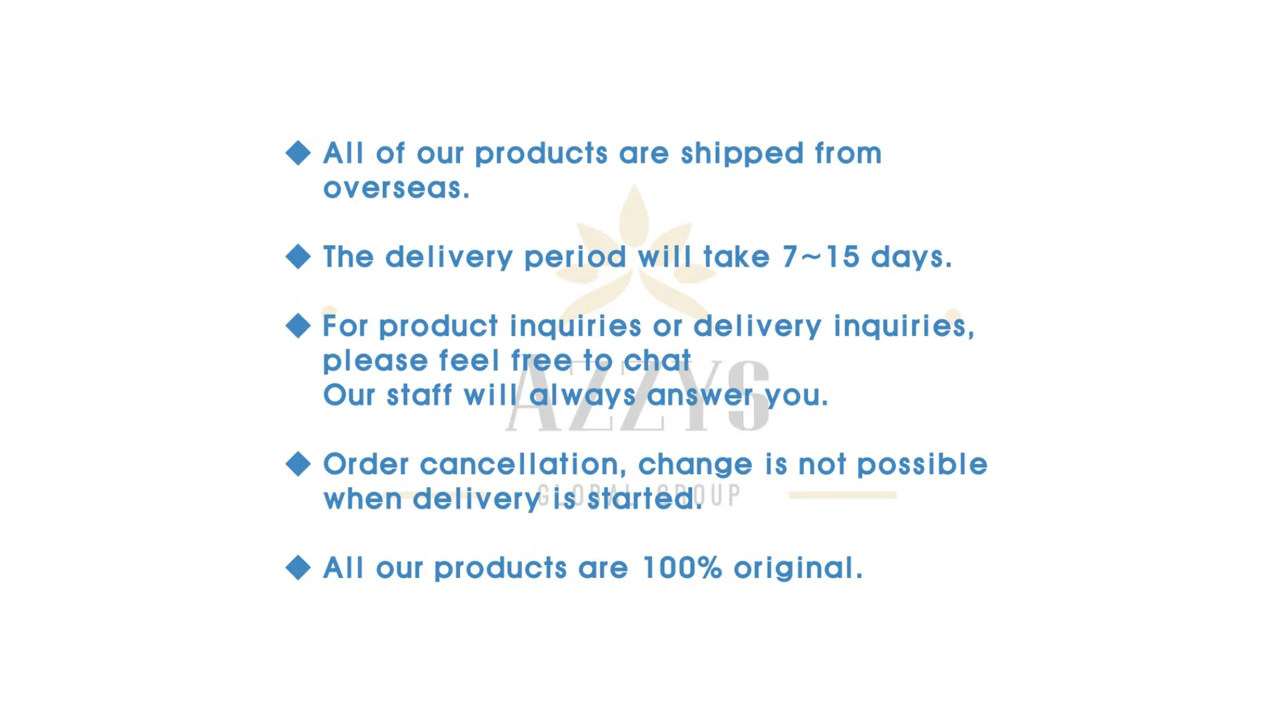 ◆ All of our products are shipped from
overseas.
◆ The delivery period will take 7~15 days.
◆ For product inquiries or delivery inquiries,
please feel free to chat
Our staff will always answer you.
AZZYS
◆ Order cancellation, change is not possible
when delivery is started.
GLOBAL GROUP
◆ All our products are 100% original.